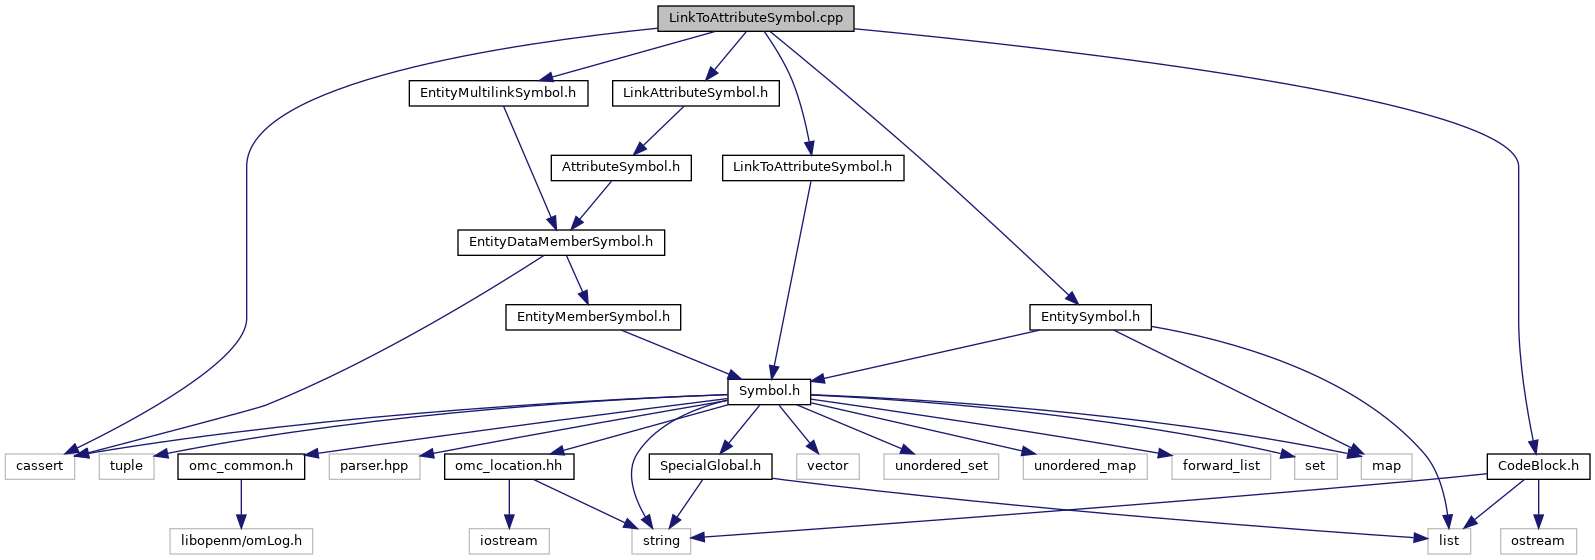 LinkToAttributeSymbol.cpp
EntityMultilinkSymbol.h
LinkAttributeSymbol.h
AttributeSymbol.h
LinkToAttributeSymbol.h
EntityDataMemberSymbol.h
EntityMemberSymbol.h
EntitySymbol.h
Symbol.h
cassert
tuple
omc_common.h
parser.hpp
omc_location.hh
SpecialGlobal.h
vector
unordered_set
unordered_map
forward_list
set
map
CodeBlock.h
libopenm/omLog.h
iostream
string
list
ostream